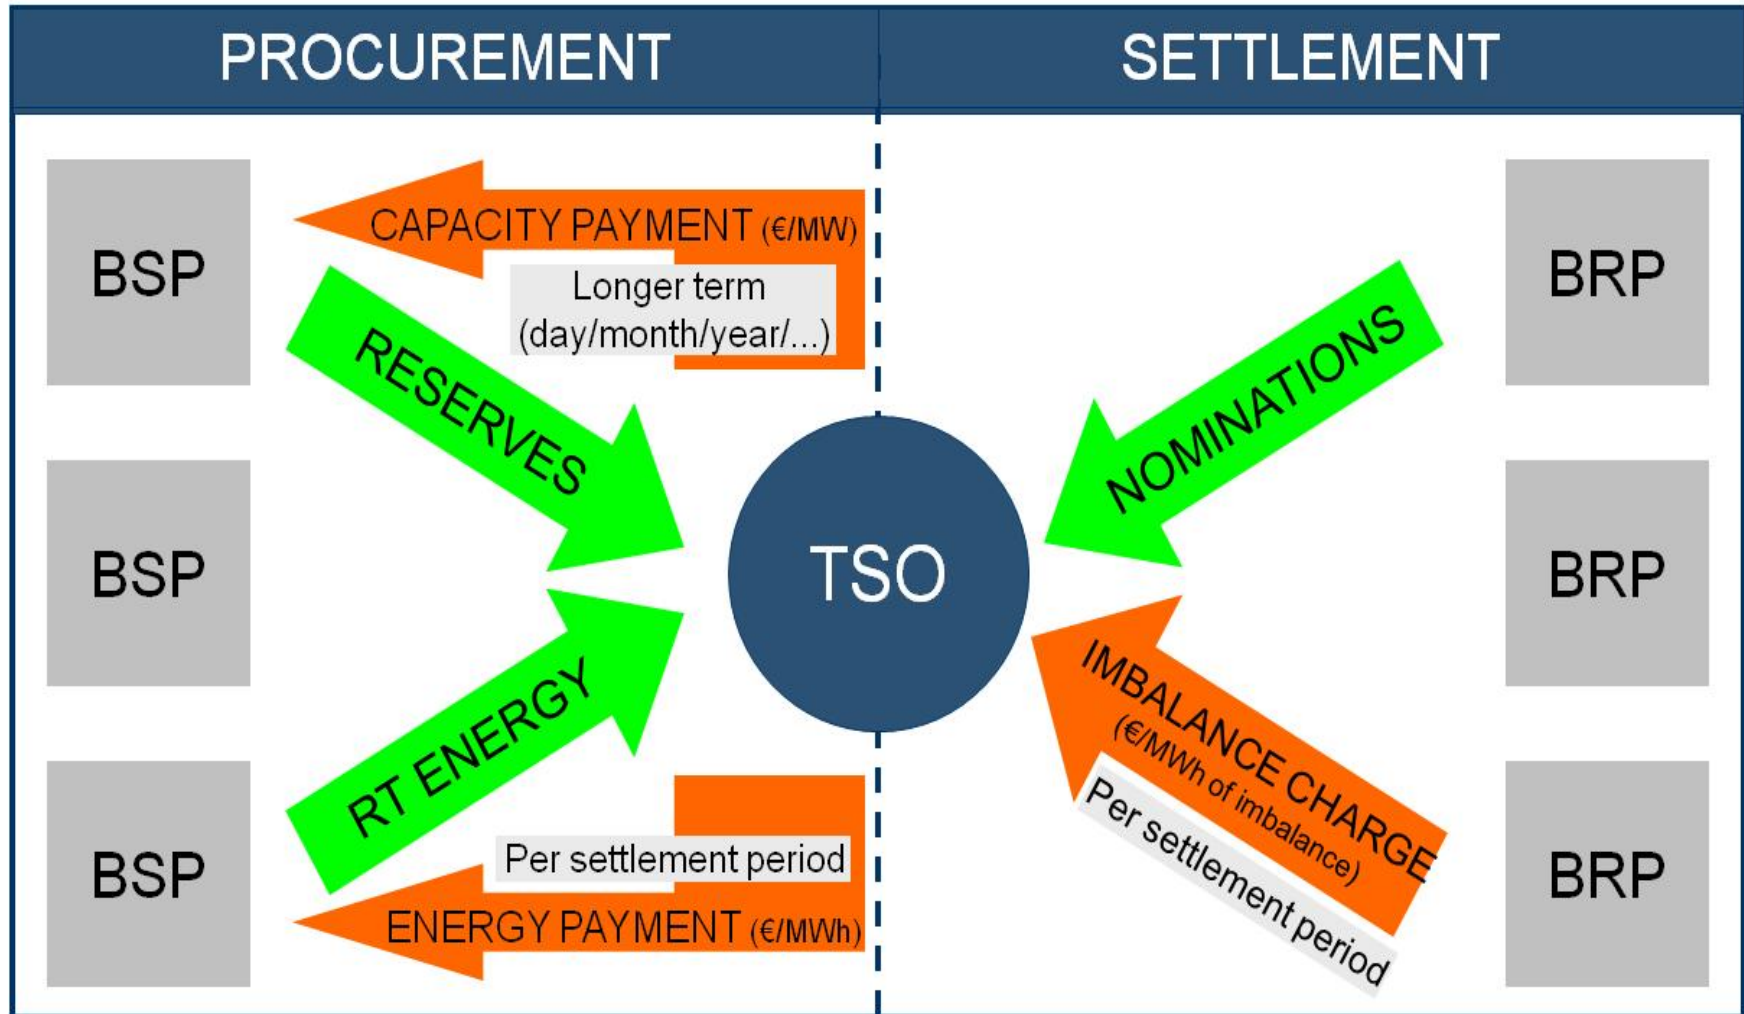 PROCUREMENT
SETTLEMENT
BSP
CAPACITY PAYMENT (€/MW)
Longer term
(day/month/year/...)
RESERVES
NOMINATIONS
BRP
BSP
TSO
BRP
RT ENERGY
IMBALANCE CHARGE
(€/MWh of imbalance)
Per settlement period
BSP
Per settlement period
ENERGY PAYMENT (€/MWh)
BRP